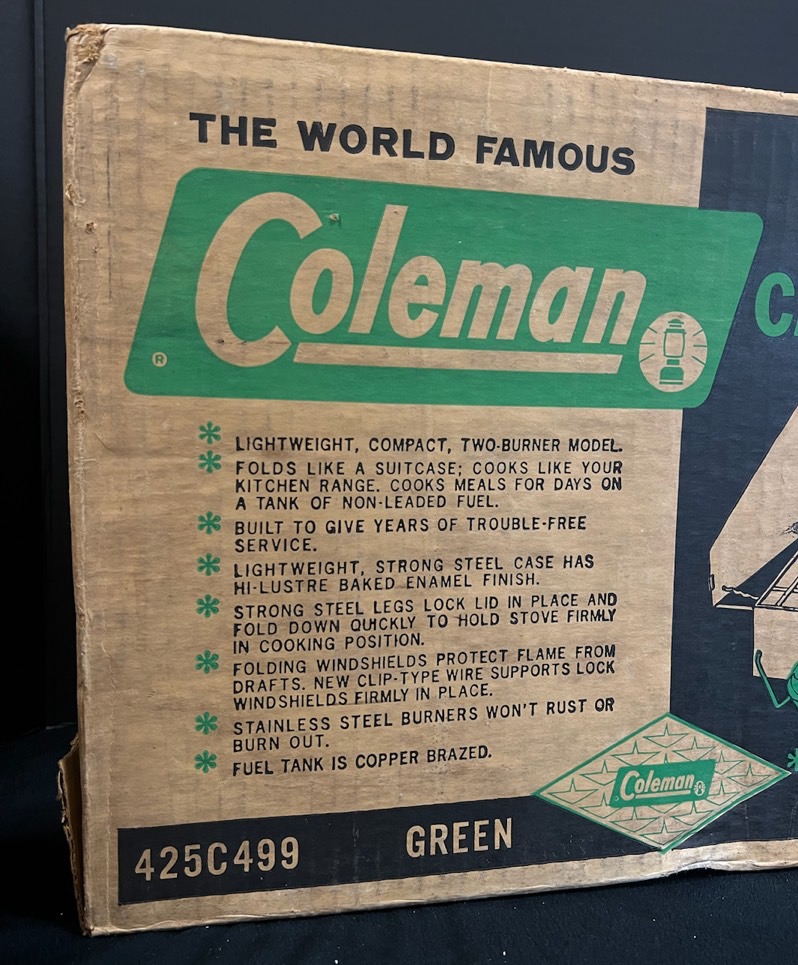 THE WORLD FAMOUS
Coleman
®
* LIGHTWEIGHT, COMPACT, TWO-BURNER MODEL.
* FOLDS LIKE A SUITCASE; COOKS LIKE YOUR
KITCHEN RANGE. COOKS MEALS FOR DAYS ON
A TANK OF NON-LEADED FUEL.
* BUILT TO GIVE YEARS OF TROUBLE-FREE
SERVICE.
* LIGHTWEIGHT, STRONG STEEL CASE HAS
HI-LUSTRE BAKED ENAMEL FINISH.
* STRONG STEEL LEGS LOCK LID IN PLACE AND
FOLD DOWN QUICKLY TO HOLD STOVE FIRMLY
IN COOKING POSITION.
* FOLDING WINDSHIELDS PROTECT FLAME FROM
DRAFTS. NEW CLIP-TYPE WIRE SUPPORTS LOCK
WINDSHIELDS FIRMLY IN PLACE.
* STAINLESS STEEL BURNERS WON'T RUST OR
BURN OUT.
* FUEL TANK IS COPPER BRAZED.
Coleman
425C499 GREEN